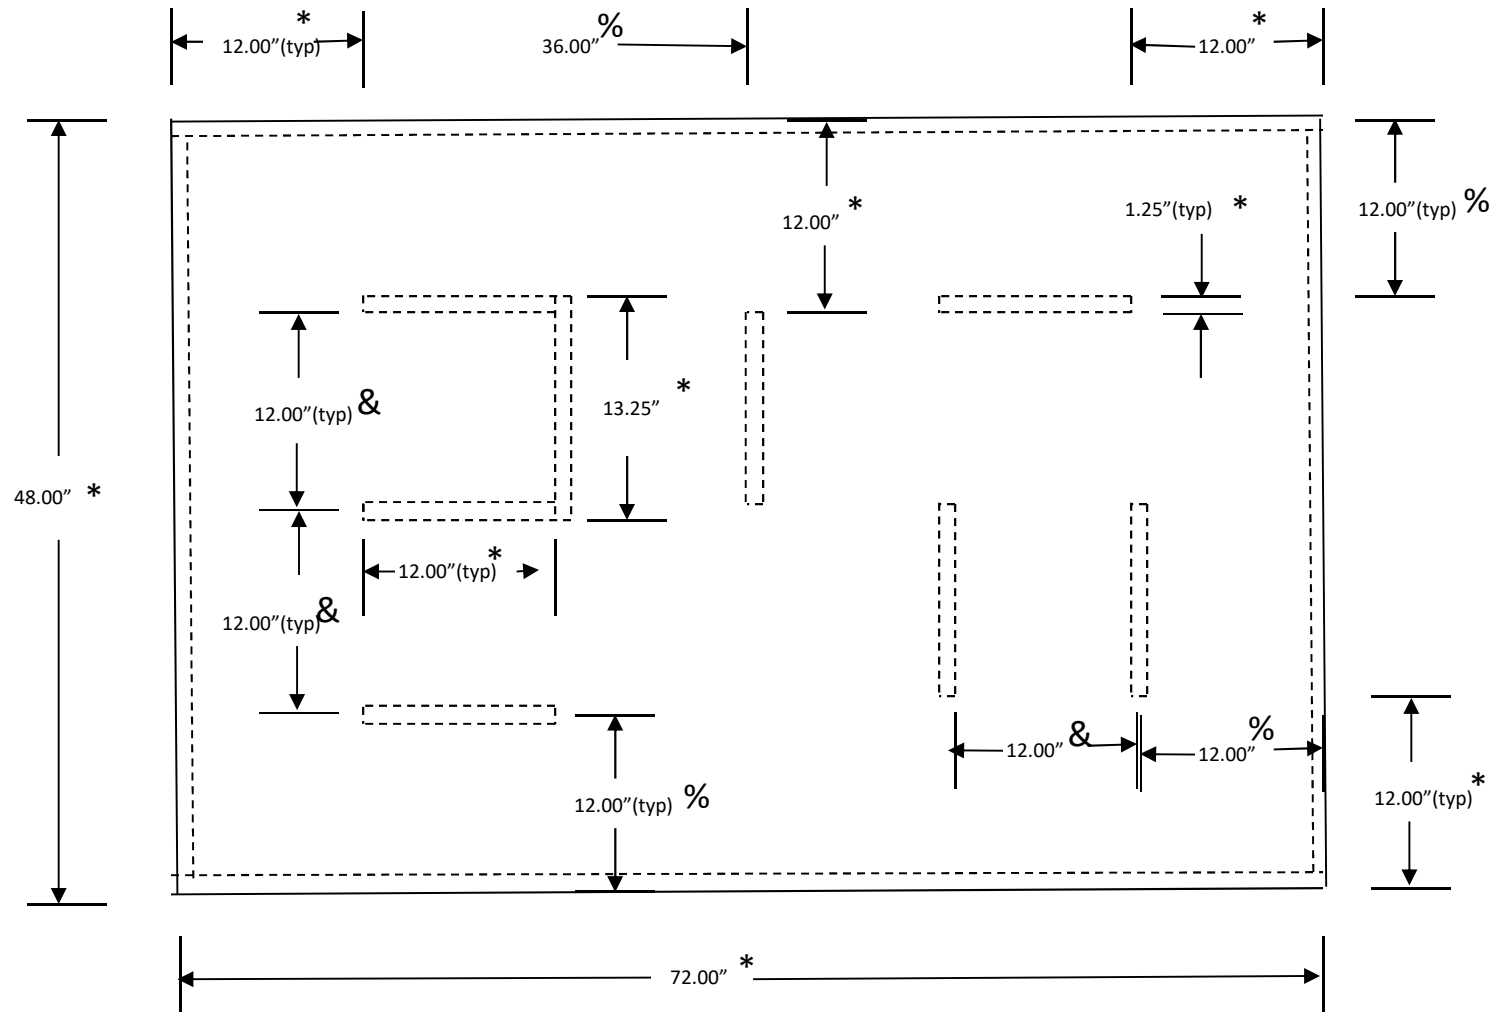 12.00”(typ) *
36.00” %
12.00” *
12.00” *
1.25”(typ) *
12.00”(typ) %
12.00”(typ) &
13.25” *
48.00” *
12.00”(typ) *
12.00”(typ) &
12.00” &
12.00” %
12.00”(typ) %
12.00”(typ) *
72.00” *